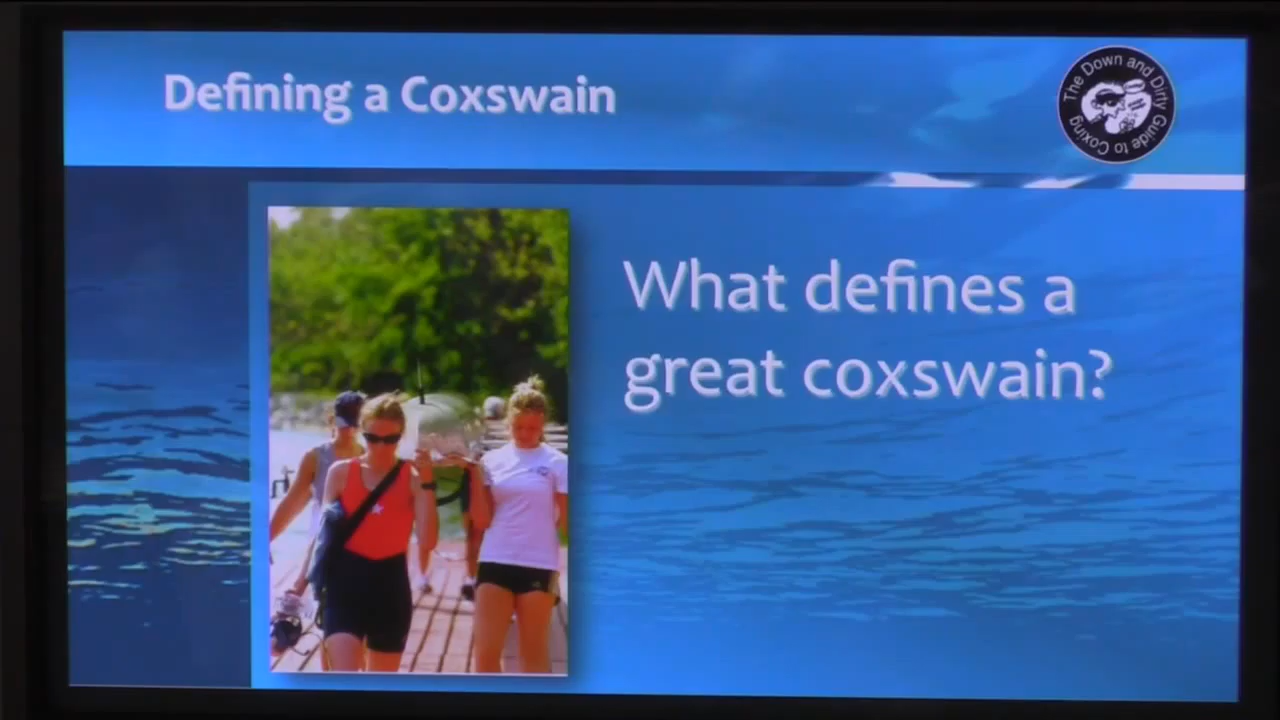 Defining a Coxswain
The Down and Dirty Guide to Coxing
What defines a
great coxswain?